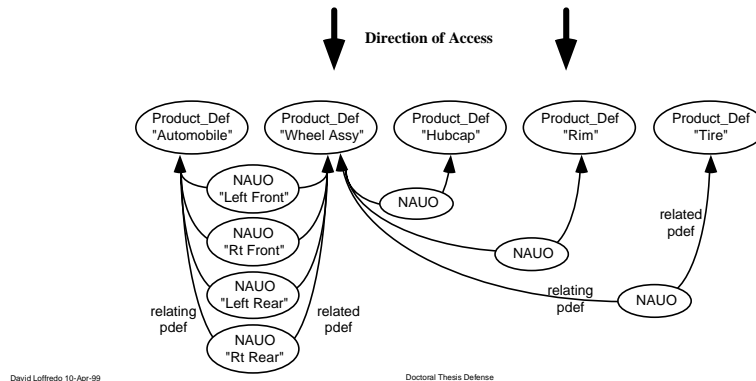 Direction of Access
Product_Def
"Automobile"
Product_Def
"Wheel Assy"
Product_Def
"Hubcap"
Product_Def
"Rim"
Product_Def
"Tire"
NAUO
"Left Front"
NAUO
"Rt Front"
NAUO
"Left Rear"
NAUO
"Rt Rear"
relating
pdef
related
pdef
NAUO
NAUO
NAUO
related
pdef
relating
pdef
David Loffredo 10-Apr-99
Doctoral Thesis Defense